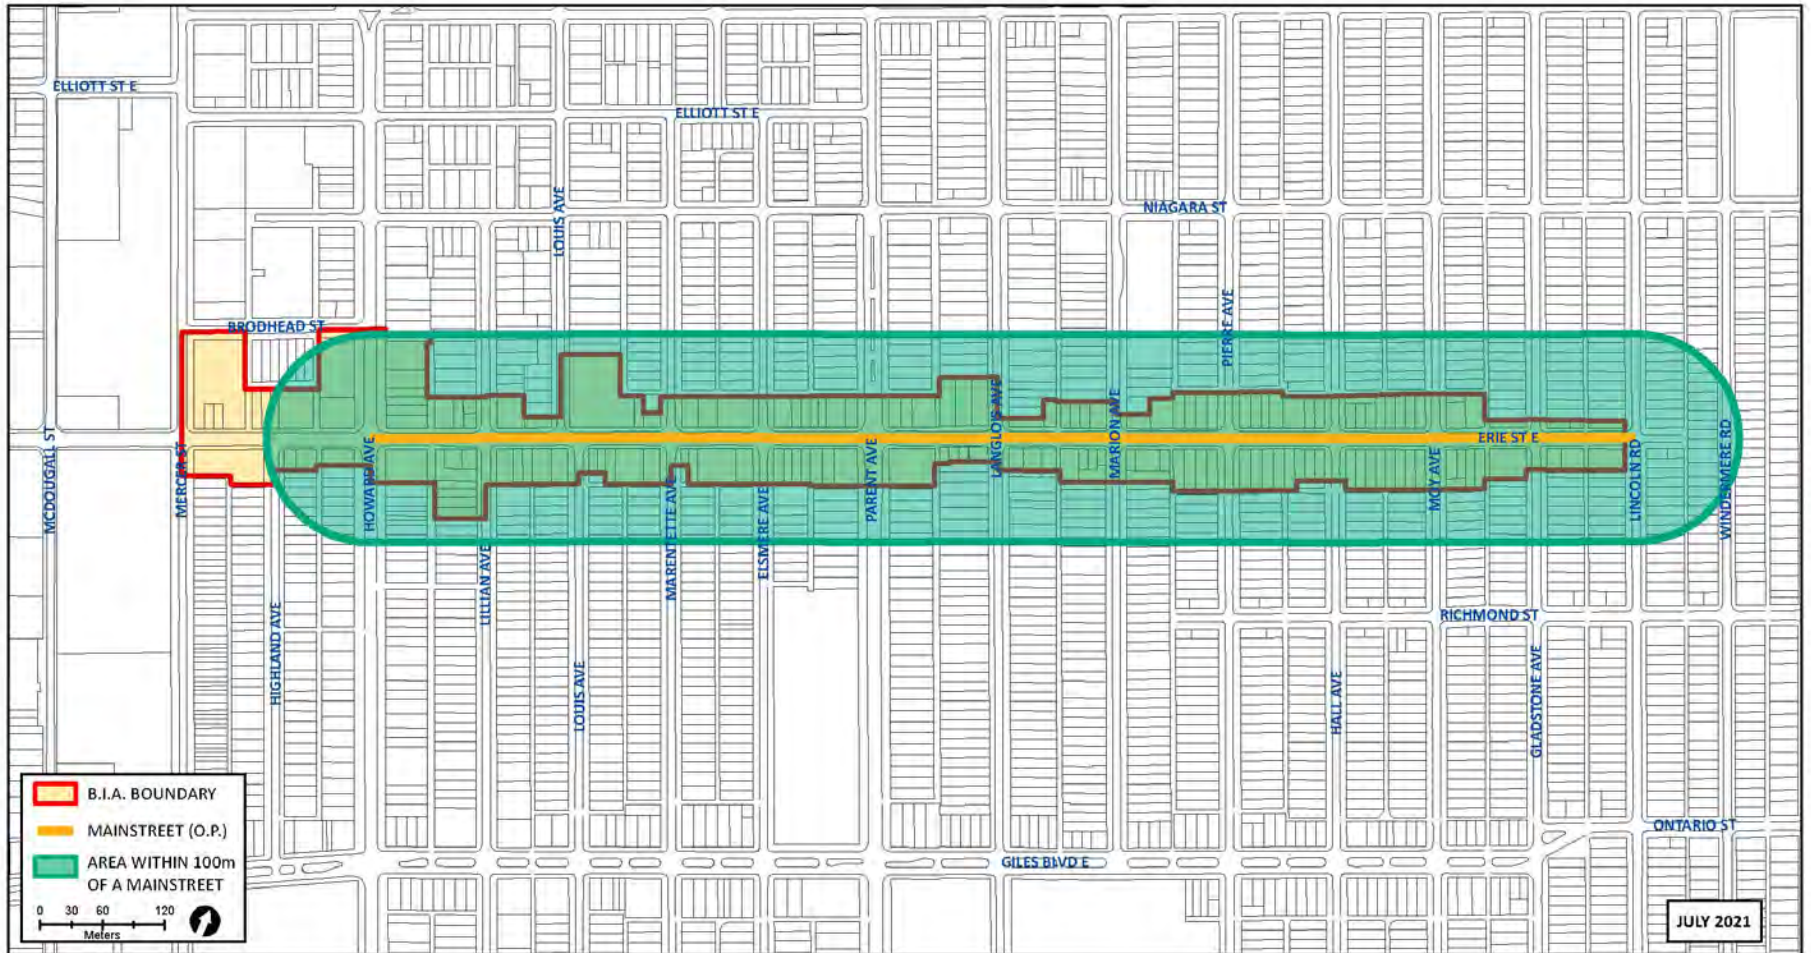 ELLIOTT ST E
ELLIOTT ST E
LOUIS AVE
NIAGARA ST
BRODHEAD ST
PIERRE AVE
MCDOUGALL ST
MERCER ST
HOWARD AVE
PARENT AVE
LANGLOIS AVE
MARION AVE
ERIE ST E
MOY AVE
LINCOLN RD
WINDERMERE RD
HIGHLAND AVE
LILLIAN AVE
LOUIS AVE
MARENTETTE AVE
ELSMERE AVE
RICHMOND ST
HALL AVE
GLADSTONE AVE
ONTARIO ST
GILES BLVD E
B.I.A. BOUNDARY
MAINSTREET (O.P.)
AREA WITHIN 100m
OF A MAINSTREET
0 30 60 120
Meters
JULY 2021